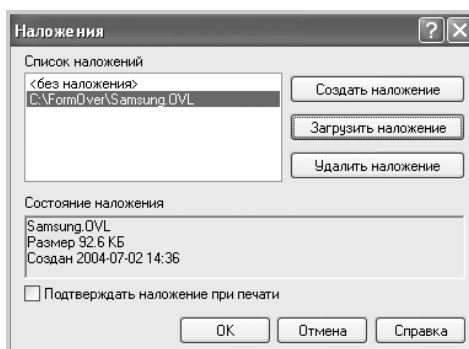 Наложения
Список наложений
<без наложения>
C:\FormOver\Samsung.OVL
Создать наложение
Загрузить наложение
Удалить наложение
Состояние наложения
Samsung.OVL
Размер 92.6 КБ
Создан 2004-07-02 14:36
Подтверждать наложение при печати
OK
Отмена
Справка